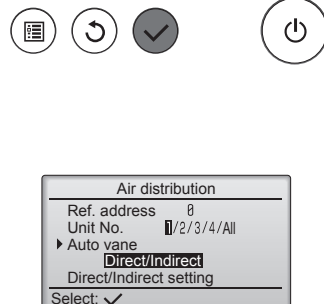 Air distribution
Ref. address 0
Unit No. 1/2/3/4/All
Auto vane
Direct/Indirect
Direct/Indirect setting
Select: